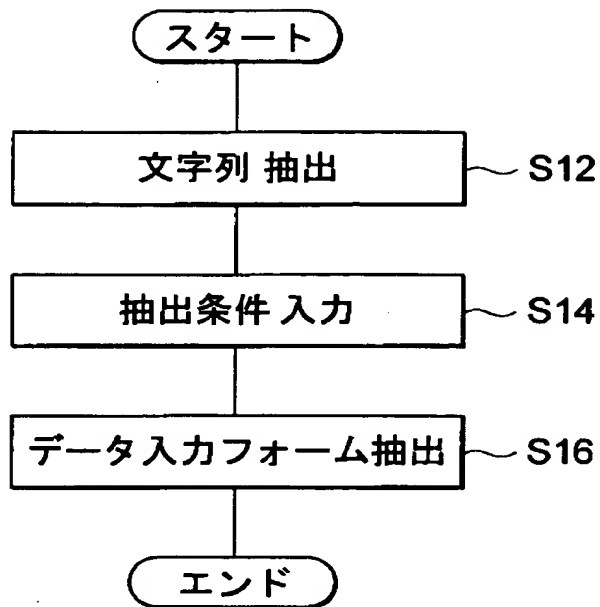 スタート
文字列 抽出
S12
抽出条件 入力
S14
データ入力フォーム抽出
S16
エンド